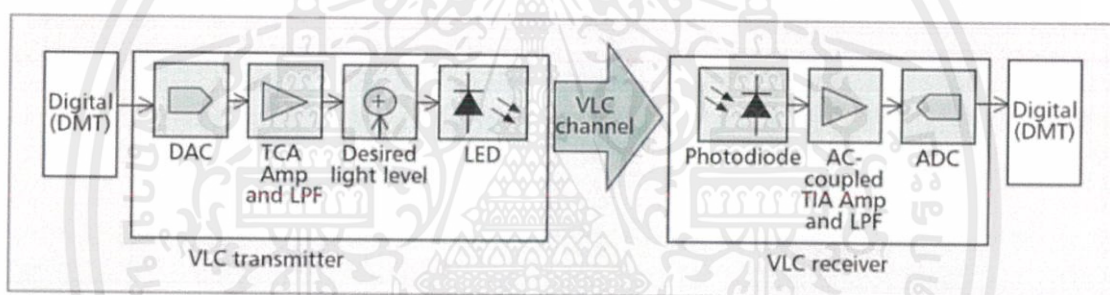 Digital
(DMT)
DAC
TCA
Amp
and LPF
Desired
light level
LED
VLC transmitter
VLC
channel
Photodiode
AC-
coupled
TIA Amp
and LPF
ADC
VLC receiver
Digital
(DMT)